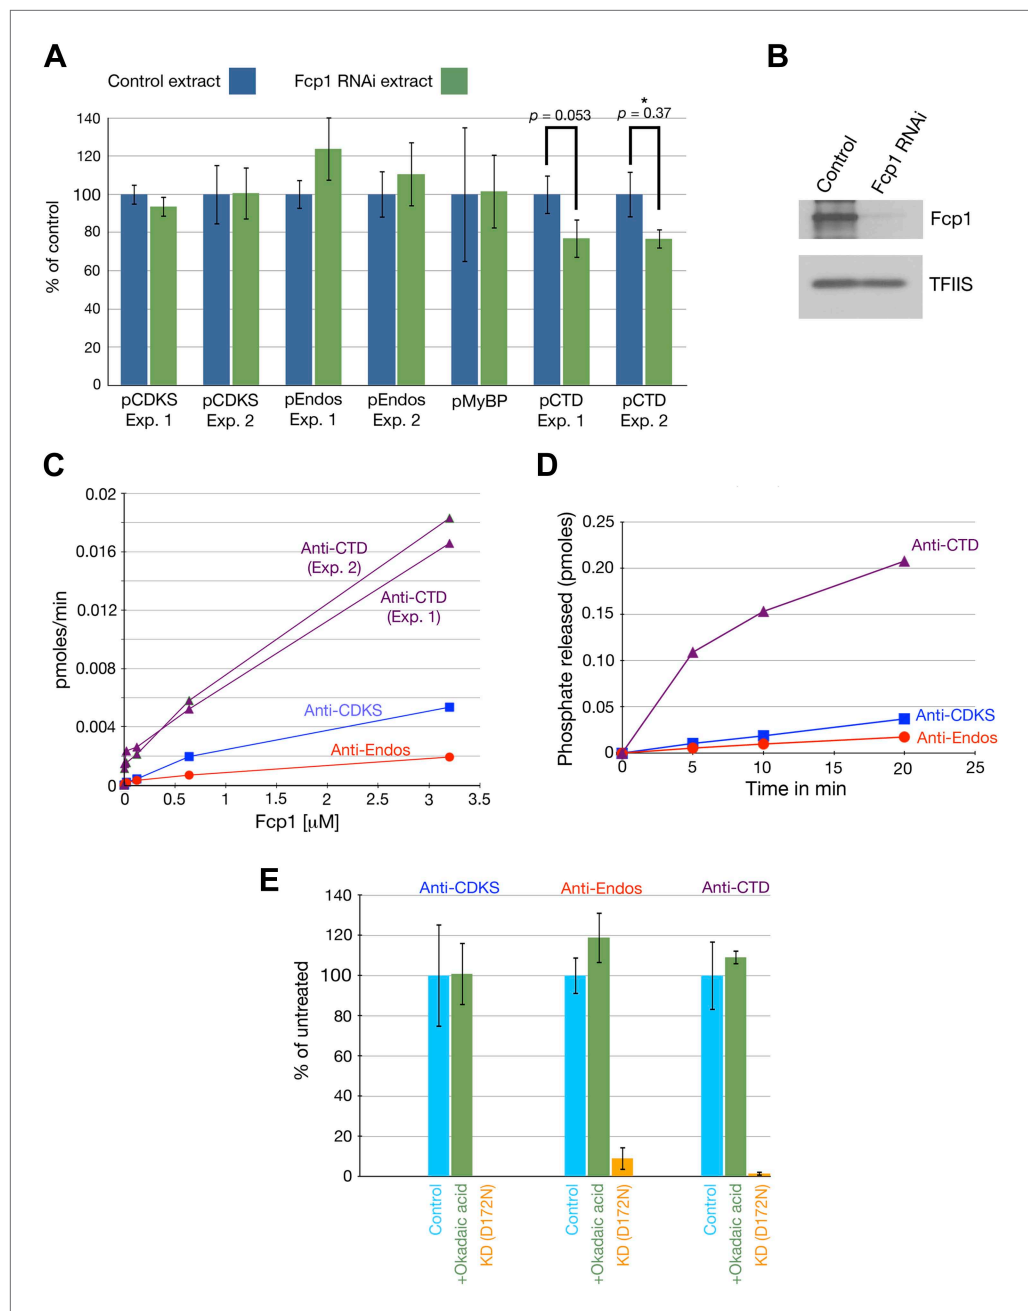 A
Control extract
Fcp1 RNAi extract
% of control
140
120
100
80
60
40
20
0
p = 0.053
*
p = 0.37
pCDKS
Exp. 1
pCDKS
Exp. 2
pEndos
Exp. 1
pEndos
Exp. 2
pMyBP
pCTD
Exp. 1
pCTD
Exp. 2
B
Control
Fcp1 RNAi
Fcp1
TFIIS
C
pmoles/min
0.02
0.016
0.012
0.008
0.004
0
Anti-CTD
(Exp. 2)
Anti-CTD
(Exp. 1)
Anti-CDKS
Anti-Endos
0 0.5 1 1.5 2 2.5 3 3.5
Fcp1 [µM]
D
Phosphate released (pmoles)
0.25
0.20
0.15
0.10
0.05
0
Anti-CTD
Anti-CDKS
Anti-Endos
0 5 10 15 20 25
Time in min
E
% of untreated
140
120
100
80
60
40
20
0
Anti-CDKS
Anti-Endos
Anti-CTD
Control
+Okadaic acid
KD (D172N)
Control
+Okadaic acid
KD (D172N)
Control
+Okadaic acid
KD (D172N)